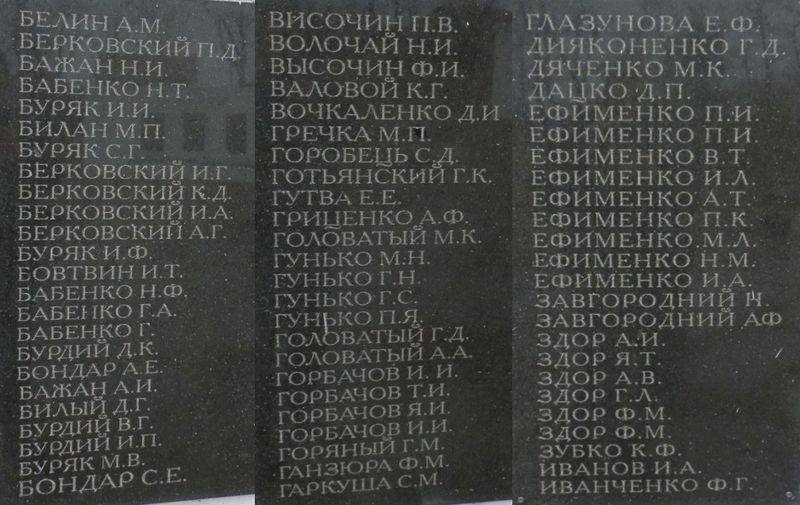 БЕЛИН А.М.
БЕРКОВСКИЙ П.Д.
БАЖАН Н.И.
БАБЕНКО Н.Т.
БУРЯК И.И.
БИЛАН М.П.
БУРЯК С.Г.
БЕРКОВСКИЙ И.Г.
БЕРКОВСКИЙ К.Д.
БЕРКОВСКИЙ И.А.
БЕРКОВСКИЙ А.Г.
БУРЯК И.Ф.
БОВТВИН И.Т.
БАБЕНКО Н.Ф.
БАБЕНКО Г.А.
БАБЕНКО Г.
БУРДИЙ Д.К.
БОНДАР А.Е.
БАЖАН А.И.
БИЛЫЙ Д.Г.
БУРДИЙ В.Г.
БУРДИЙ И.П.
БУРЯК М.В.
БОНДАР С.Е.
ВИСОЧИН П.В.
ВОЛОЧАЙ Н.И.
ВЫСОЧИН Ф.И.
ВАЛОВОЙ К.Г.
ВОЧКАЛЕНКО Д.И
ГРЕЧКА М.П.
ГОРОБЕЦЬ С.Д.
ГОТЬЯНСКИЙ Г.К.
ГУТВА Е.Е.
ГРИЦЕНКО А.Ф.
ГОЛОВАТЫЙ М.К.
ГУНЬКО М.Н.
ГУНЬКО Г.Н.
ГУНЬКО Г.С.
ГУНЬКО П.Я.
ГОЛОВАТЫЙ Г.Д.
ГОЛОВАТЫЙ А.А.
ГОРБАЧОВ И.И.
ГОРБАЧОВ Т.И.
ГОРБАЧОВ Я.И.
ГОРБАЧОВ И.И.
ГОРЯНЫЙ Г.М.
ГАНЗЮРА Ф.М.
ГАРКУША С.М.
ГЛАЗУНОВА Е.Ф.
ДИЯКОНЕНКО Г.Д.
ДЯЧЕНКО М.К.
ДАЦКО Д.П.
ЕФИМЕНКО П.И.
ЕФИМЕНКО П.И.
ЕФИМЕНКО В.Т.
ЕФИМЕНКО И.Л.
ЕФИМЕНКО А.Т.
ЕФИМЕНКО П.К.
ЕФИМЕНКО М.Л.
ЕФИМЕНКО Н.М.
ЕФИМЕНКО И.А.
ЗАВГОРОДНИЙ Н.
ЗАВГОРОДНИЙ АФ
ЗДОР А.И.
ЗДОР Я.Т.
ЗДОР А.В.
ЗДОР Г.Л.
ЗДОР Ф.М.
ЗДОР Ф.М.
ЗУБКО К.Ф.
ИВАНОВ И.А.
ИВАНЧЕНКО Ф.Г.